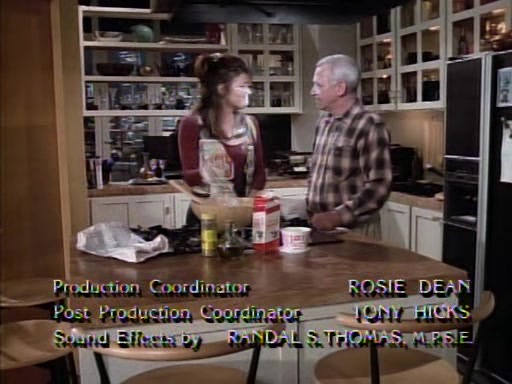 Production Coordinator ROSIE DEAN
Post Production Coordinator TONY HICKS
Sound Effects by RANDAL S. THOMAS, M.P.S.E.